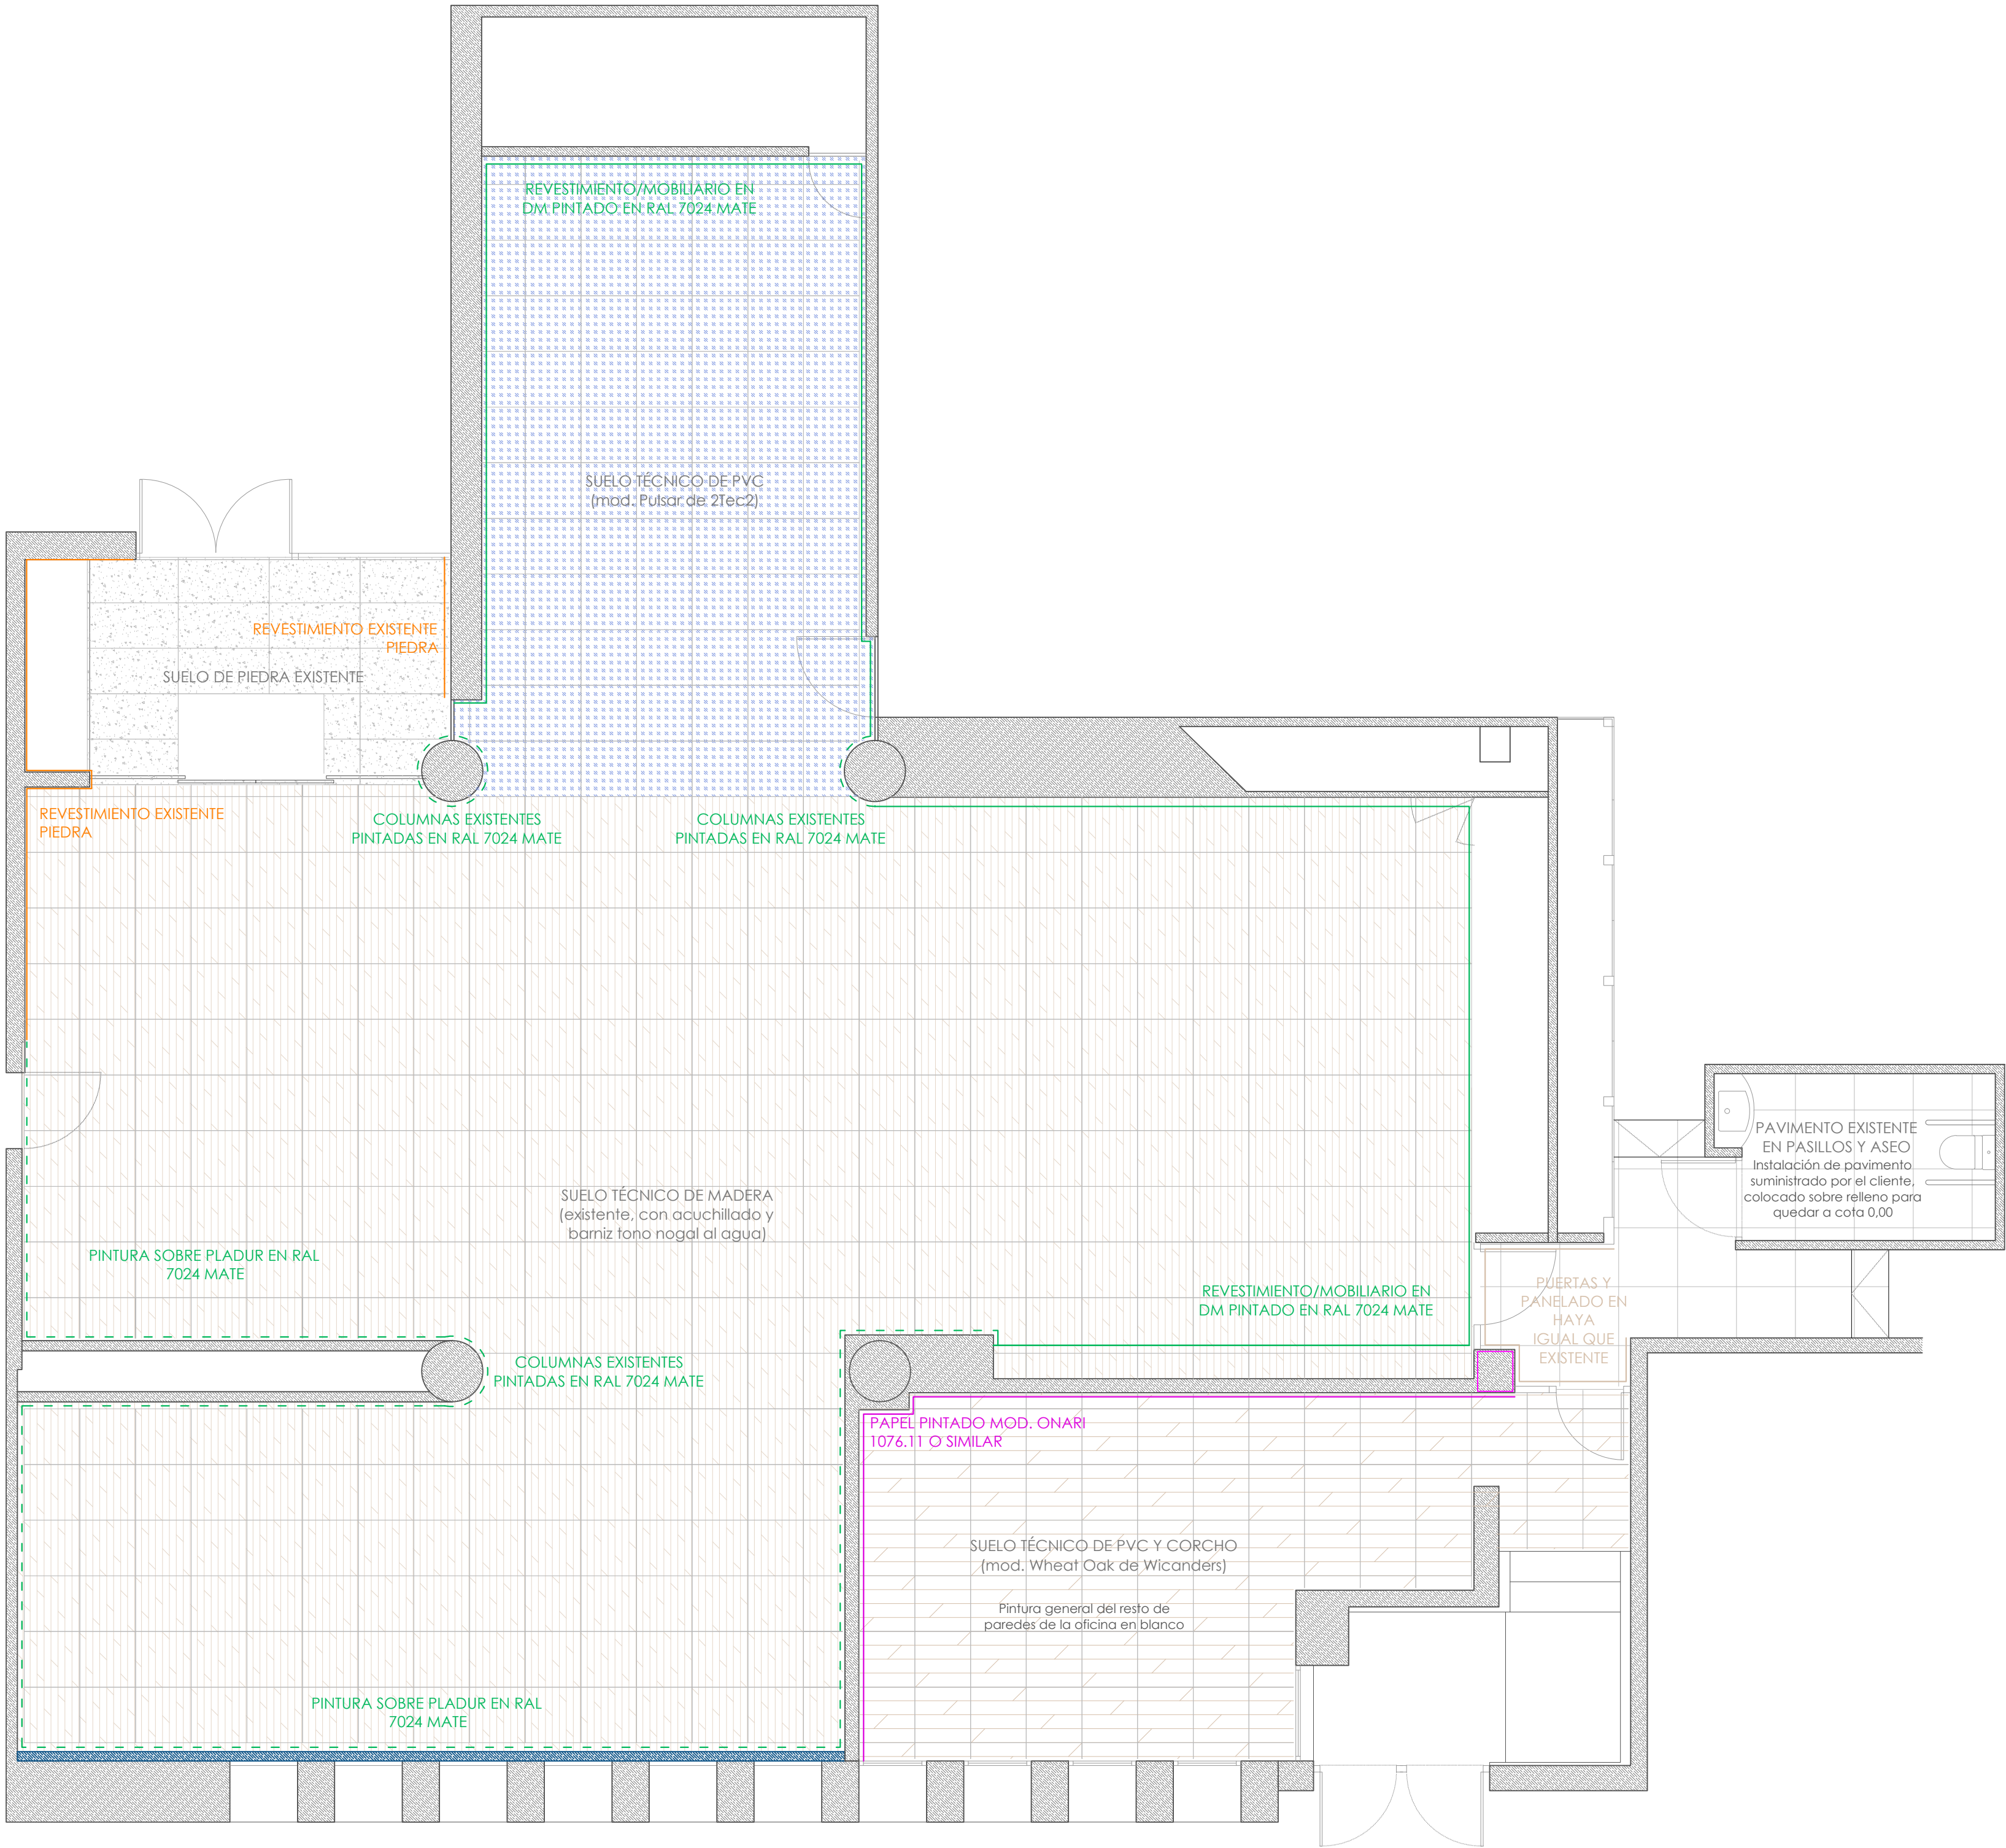 REVESTIMIENTO/MOBILIARIO EN
DM PINTADO EN RAL 7024 MATE
SUELO TÉCNICO DE PVC
(mod. Pulsar de 2Tec2)
REVESTIMIENTO EXISTENTE
PIEDRA
SUELO DE PIEDRA EXISTENTE
REVESTIMIENTO EXISTENTE
PIEDRA
COLUMNAS EXISTENTES
PINTADAS EN RAL 7024 MATE
COLUMNAS EXISTENTES
PINTADAS EN RAL 7024 MATE
PAVIMENTO EXISTENTE
EN PASILLOS Y ASEO
Instalación de pavimento
suministrado por el cliente,
colocado sobre relleno para
quedar a cota 0,00
SUELO TÉCNICO DE MADERA
(existente, con acuchillado y
barniz tono nogal al agua)
PINTURA SOBRE PLADUR EN RAL
7024 MATE
REVESTIMIENTO/MOBILIARIO EN
DM PINTADO EN RAL 7024 MATE
PUERTAS Y
PANELADO EN
HAYA
IGUAL QUE
EXISTENTE
COLUMNAS EXISTENTES
PINTADAS EN RAL 7024 MATE
PAPEL PINTADO MOD. ONARI
1076.11 O SIMILAR
SUELO TÉCNICO DE PVC Y CORCHO
(mod. Wheat Oak de Wicanders)
Pintura general del resto de
paredes de la oficina en blanco
PINTURA SOBRE PLADUR EN RAL
7024 MATE